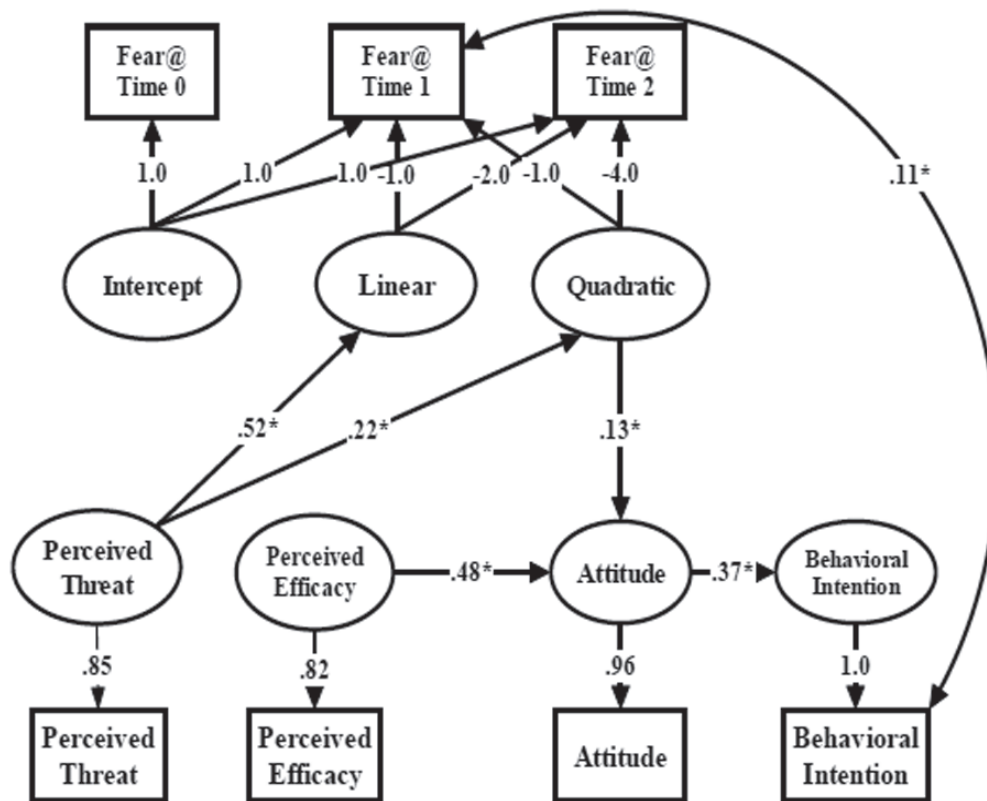 Fear@
Time 0
Fear@
Time 1
Fear@
Time 2
1.0
1.0
1.0
-1.0
-2.0
-1.0
-4.0
.11*
Intercept
Linear
Quadratic
.52*
.22*
.13*
Perceived
Threat
Perceived
Efficacy
.48*
Attitude
.37*
Behavioral
Intention
.85
.82
.96
1.0
Perceived
Threat
Perceived
Efficacy
Attitude
Behavioral
Intention